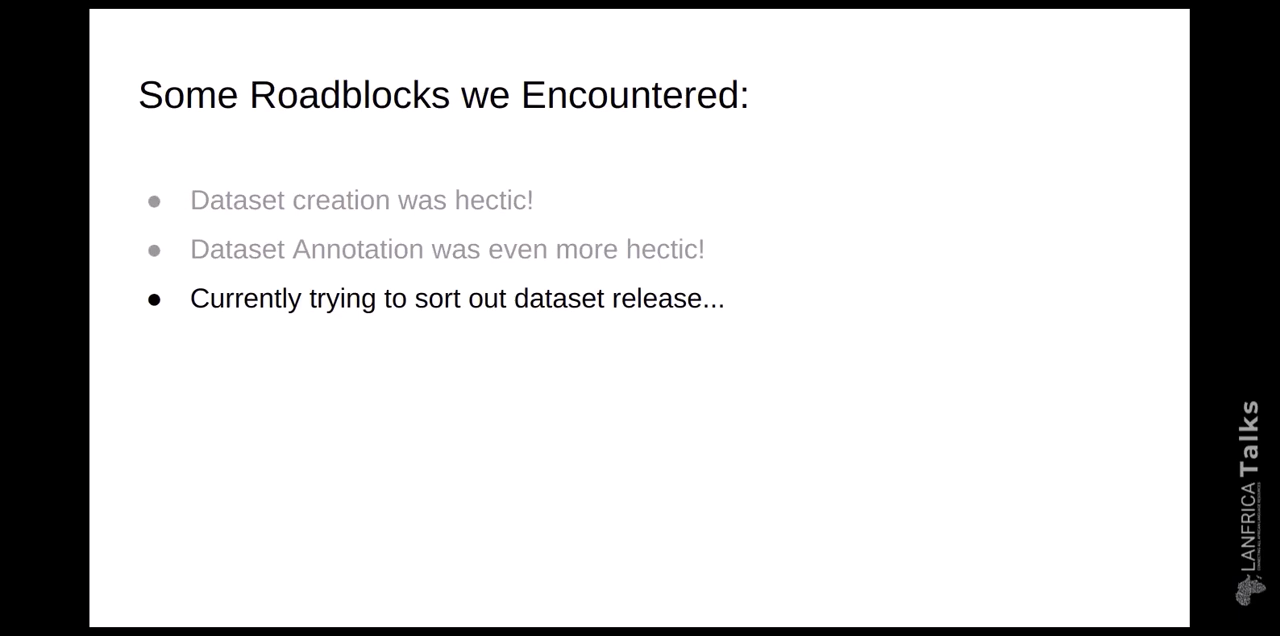 Some Roadblocks we Encountered:
● Dataset creation was hectic!
● Dataset Annotation was even more hectic!
● Currently trying to sort out dataset release...
LANFRICA Talks